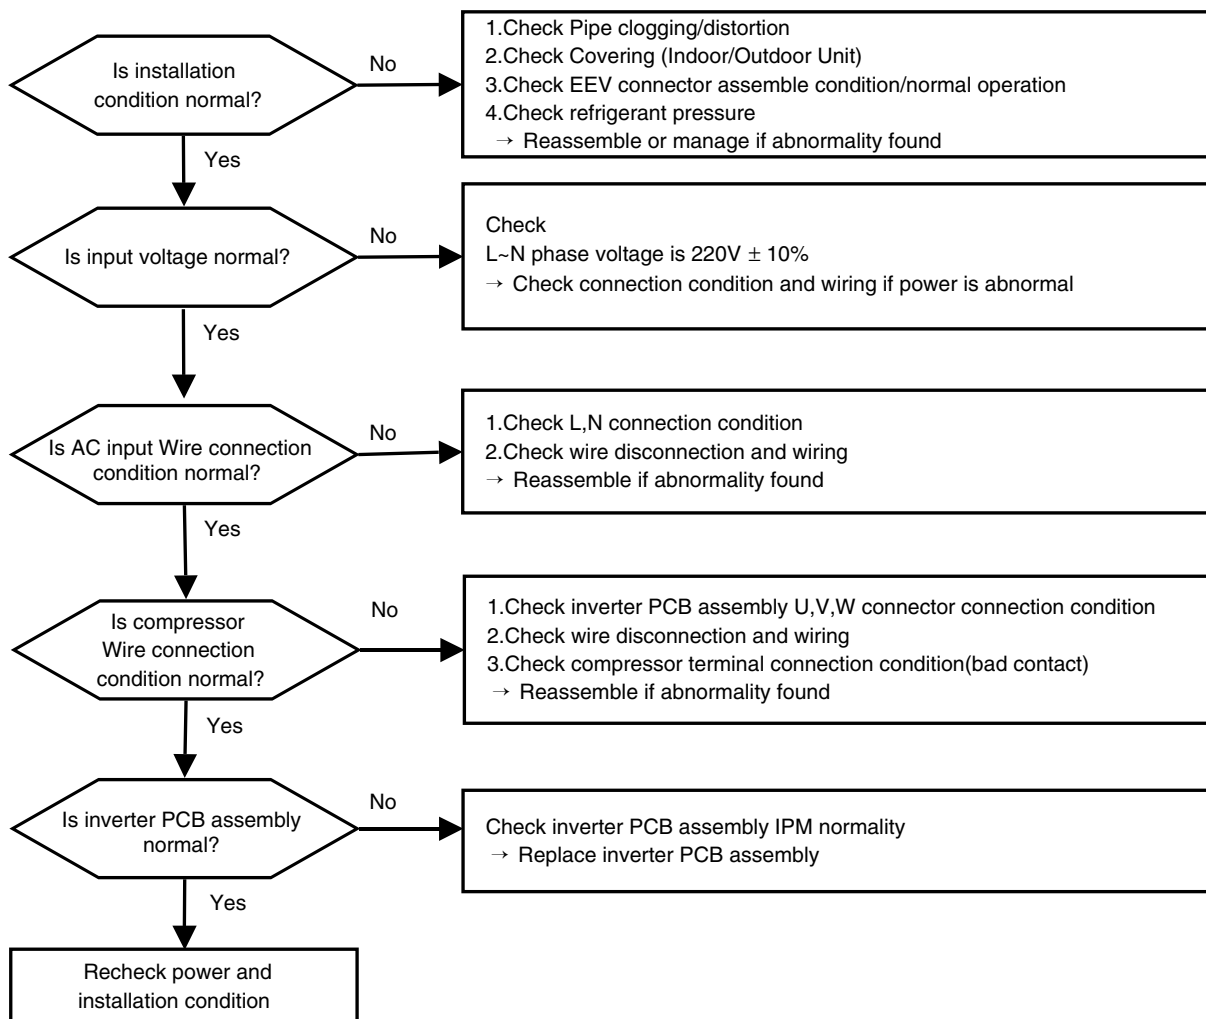 Is installation
condition normal?
No
1.Check Pipe clogging/distortion
2.Check Covering (Indoor/Outdoor Unit)
3.Check EEV connector assemble condition/normal operation
4.Check refrigerant pressure
→ Reassemble or manage if abnormality found
Yes
Is input voltage normal?
No
Check
L~N phase voltage is 220V ± 10%
→ Check connection condition and wiring if power is abnormal
Yes
Is AC input Wire connection
condition normal?
No
1.Check L,N connection condition
2.Check wire disconnection and wiring
→ Reassemble if abnormality found
Yes
Is compressor
Wire connection
condition normal?
No
1.Check inverter PCB assembly U,V,W connector connection condition
2.Check wire disconnection and wiring
3.Check compressor terminal connection condition(bad contact)
→ Reassemble if abnormality found
Yes
Is inverter PCB assembly
normal?
No
Check inverter PCB assembly IPM normality
→ Replace inverter PCB assembly
Yes
Recheck power and
installation condition